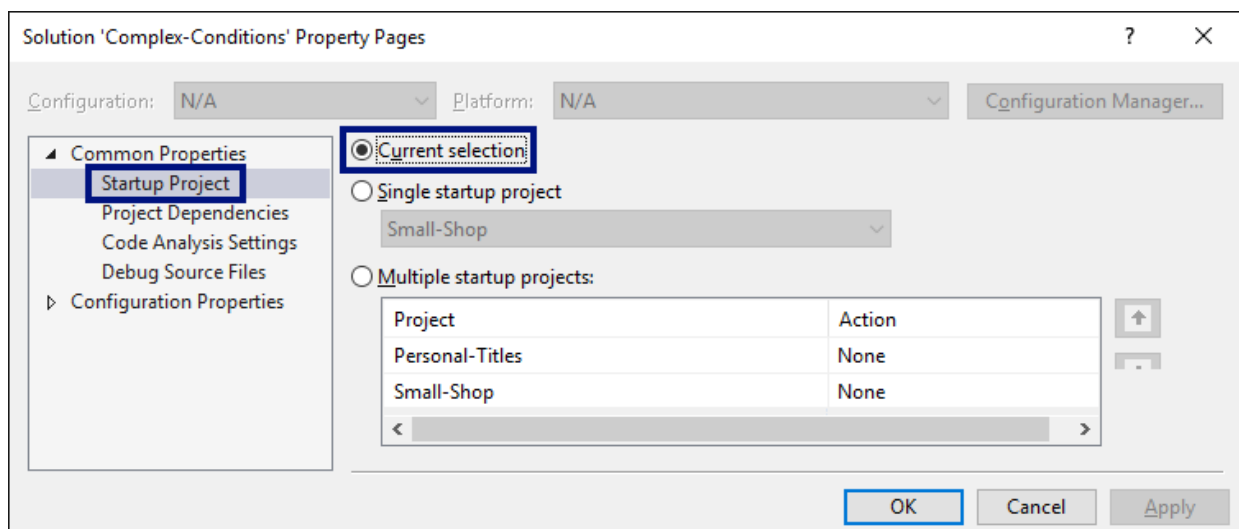 Solution 'Complex-Conditions' Property Pages
Configuration: N/A Platform: N/A Configuration Manager...
Common Properties
Startup Project
Project Dependencies
Code Analysis Settings
Debug Source Files
Configuration Properties
Current selection
Single startup project
Small-Shop
Multiple startup projects:
Project Action
Personal-Titles None
Small-Shop None
OK Cancel Apply